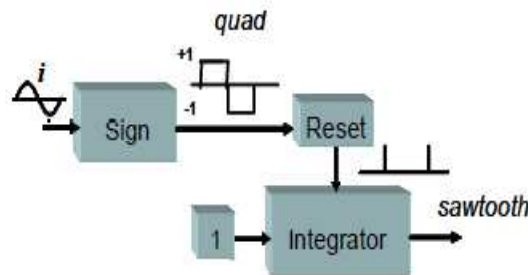 quad
+1
i
-1
Sign
Reset
sawtooth
1
Integrator